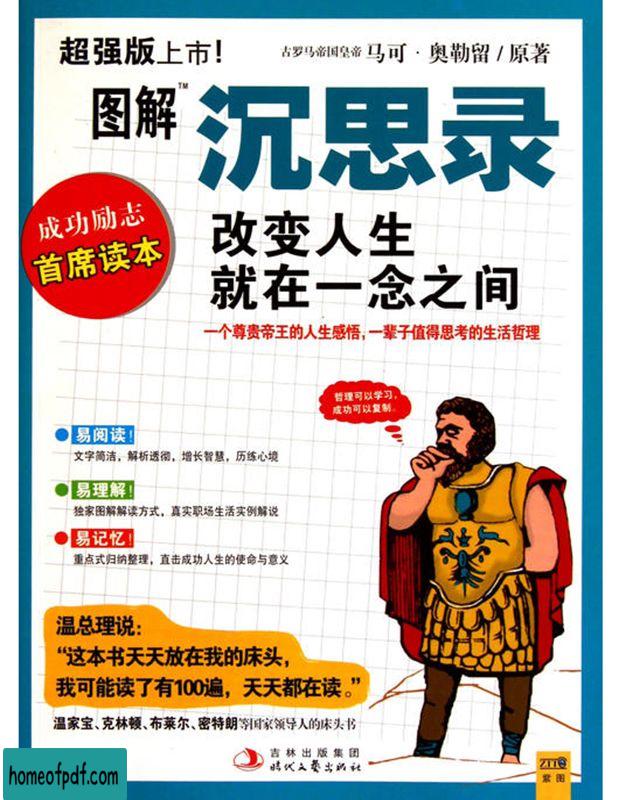 超强版上市!
古罗马帝国皇帝 马可·奥勒留/原著
图解™ 沉思录
成功励志
首席读本
改变人生
就在一念之间
一个尊贵帝王的人生感悟,一辈子值得思考的生活哲理
哲理可以学习,
成功可以复制。
易阅读!
文字简洁,解析透彻,增长智慧,历练心境
易理解!
独家图解解读方式,真实职场生活实例解说
易记忆!
重点式归纳整理,直击成功人生的使命与意义
温总理说:
“这本书天天放在我的床头,
我可能读了有100遍,天天都在读。”
温家宝、克林顿、布莱尔、密特朗等国家领导人的床头书
吉林出版集团
时代文艺出版社
紫图
homeofpdf.com